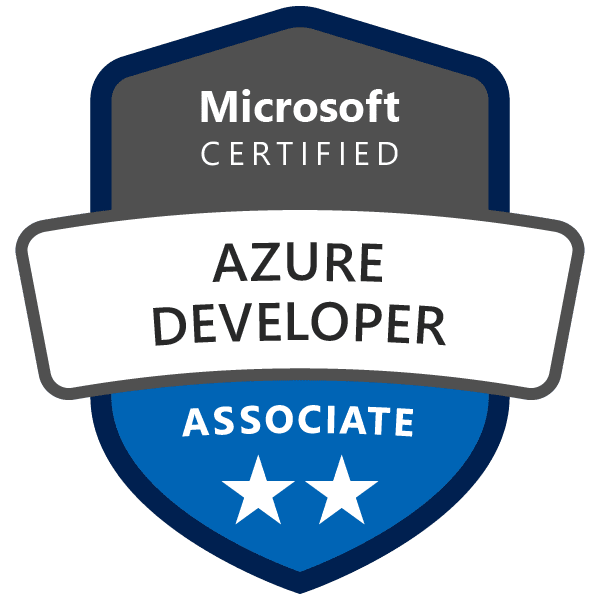 Microsoft
CERTIFIED
AZURE
DEVELOPER
ASSOCIATE